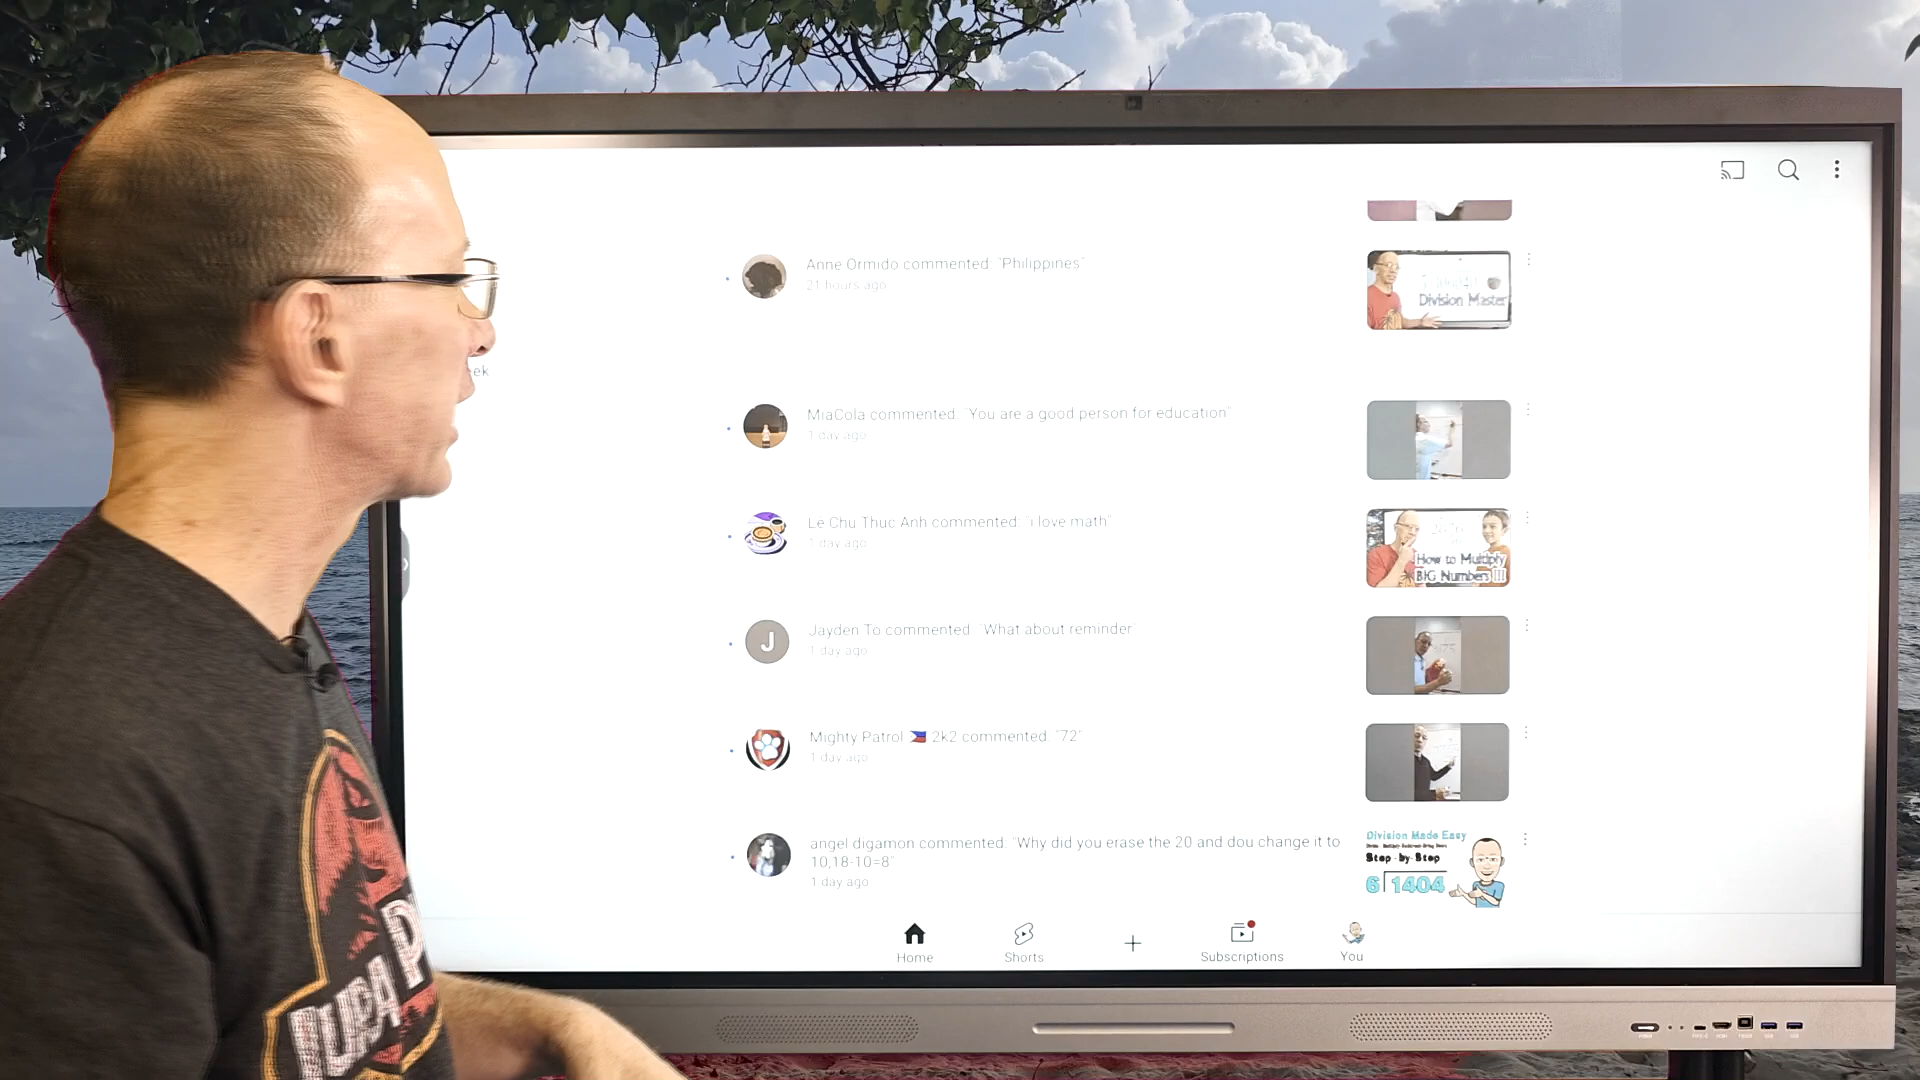 Anne Ormido commented: "Philippines"
21 hours ago
Division Master
eek
MiaCola commented: "You are a good person for education"
1 day ago
Lê Chu Thuc Anh commented: "i love math"
1 day ago
How to Multiply
BIG Numbers !!!
J
Jayden To commented: "What about reminder"
1 day ago
Mighty Patrol 🇵🇭 2k2 commented: "72"
1 day ago
angel digamon commented: "Why did you erase the 20 and dou change it to
10,18-10=8"
1 day ago
Division Made Easy
Step-by-Step
6 1404
Home
Shorts
Subscriptions
You